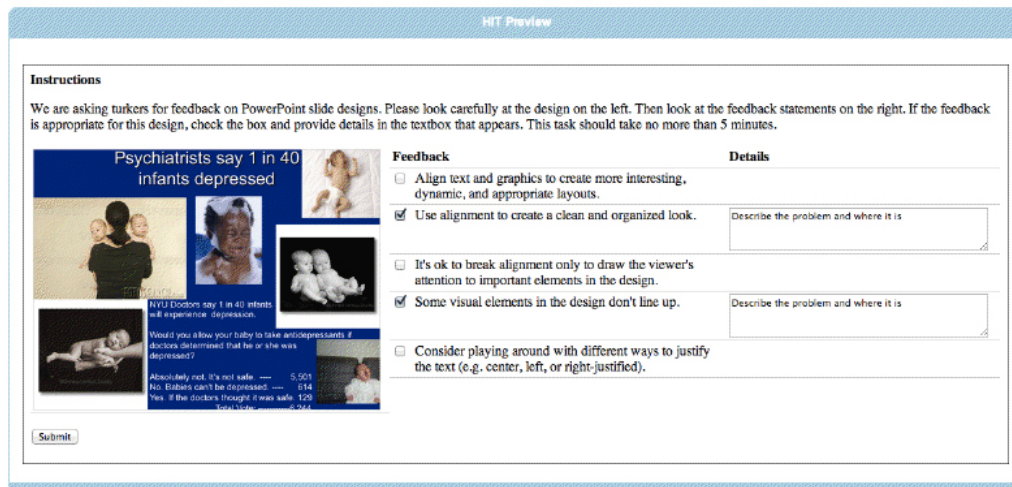 HIT Preview
Instructions
We are asking turkers for feedback on PowerPoint slide designs. Please look carefully at the design on the left. Then look at the feedback statements on the right. If the feedback
is appropriate for this design, check the box and provide details in the textbox that appears. This task should take no more than 5 minutes.
Psychiatrists say 1 in 40
infants depressed
NYU Doctors say 1 in 40 infants
will experience depression.
Would you allow your baby to take antidepressants if
doctors determined that he or she was
depressed?
Absolutely not. It's not safe. ---- 5,501
No. Babies can't be depressed. ---- 614
Yes. If the doctors thought it was safe. 129
Total Vote: ----------6,244
Feedback Details
Align text and graphics to create more interesting,
dynamic, and appropriate layouts.
Use alignment to create a clean and organized look.
Describe the problem and where it is
It's ok to break alignment only to draw the viewer's
attention to important elements in the design.
Some visual elements in the design don't line up.
Describe the problem and where it is
Consider playing around with different ways to justify
the text (e.g. center, left, or right-justified).
Submit